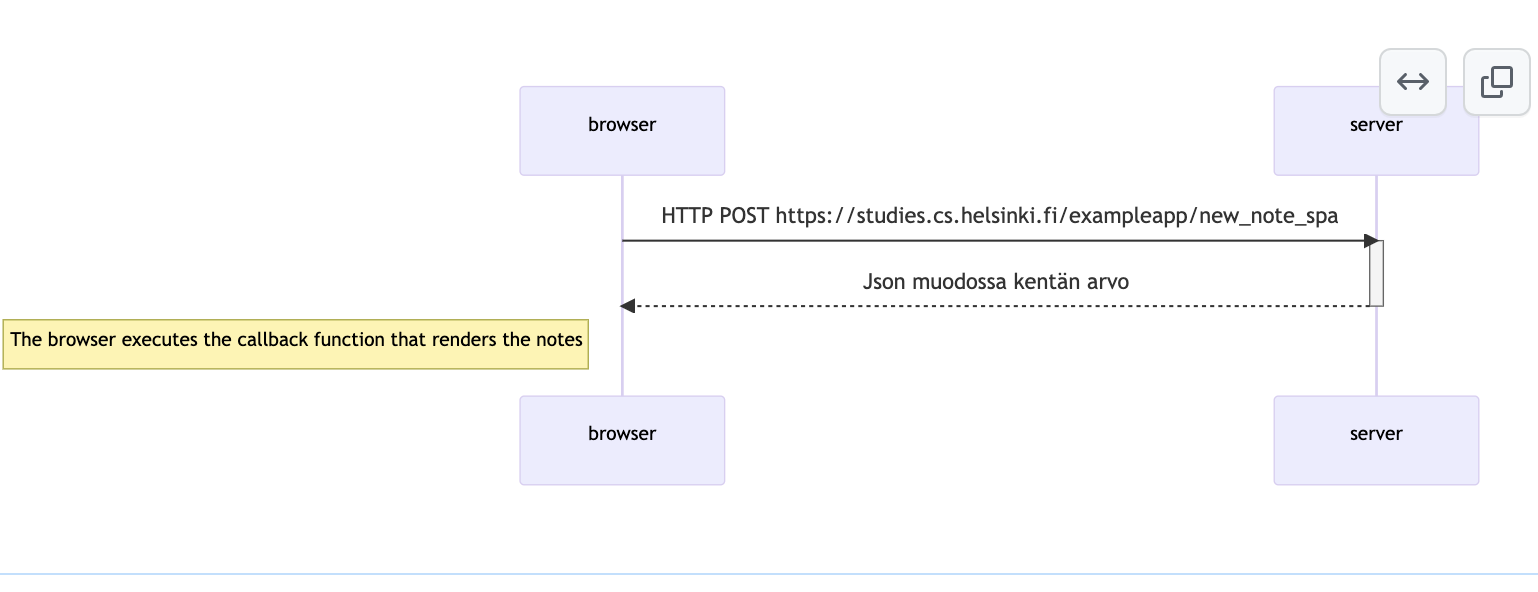 browser
server
HTTP POST https://studies.cs.helsinki.fi/exampleapp/new_note_spa
Json muodossa kentän arvo
The browser executes the callback function that renders the notes
browser
server